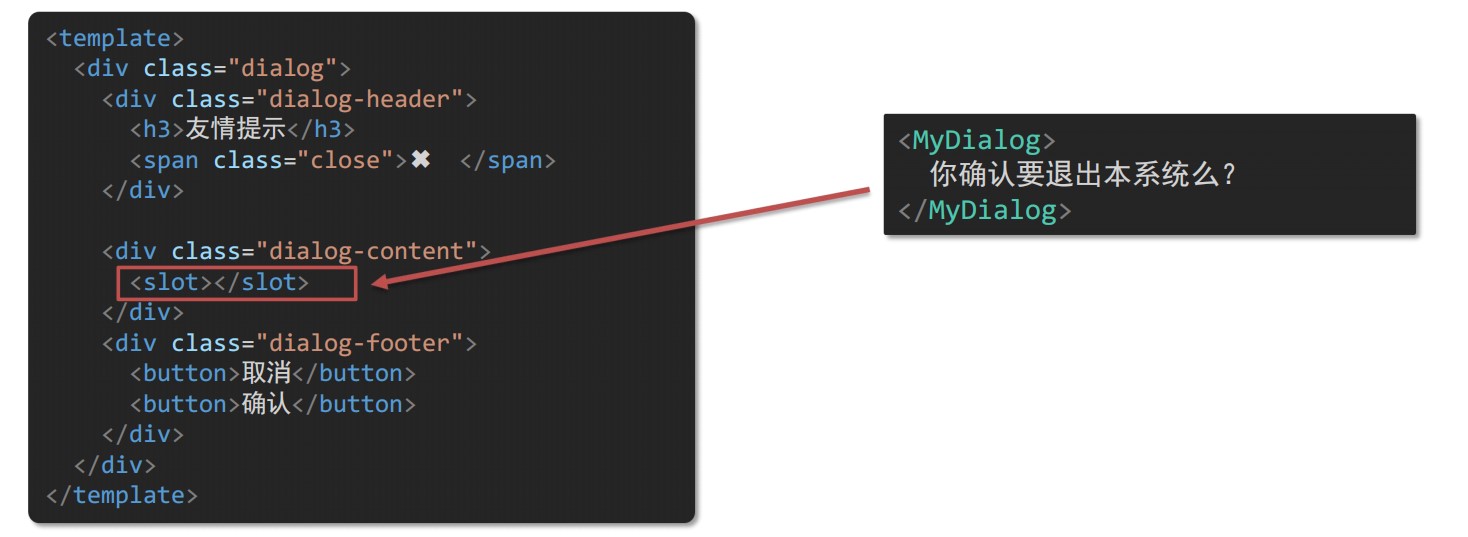 <template>
<div class="dialog">
<div class="dialog-header">
<h3>友情提示</h3>
<span class="close">✖ </span>
</div>
<div class="dialog-content">
<slot></slot>
</div>
<div class="dialog-footer">
<button>取消</button>
<button>确认</button>
</div>
</div>
</template>
<MyDialog>
你确认要退出本系统么?
</MyDialog>